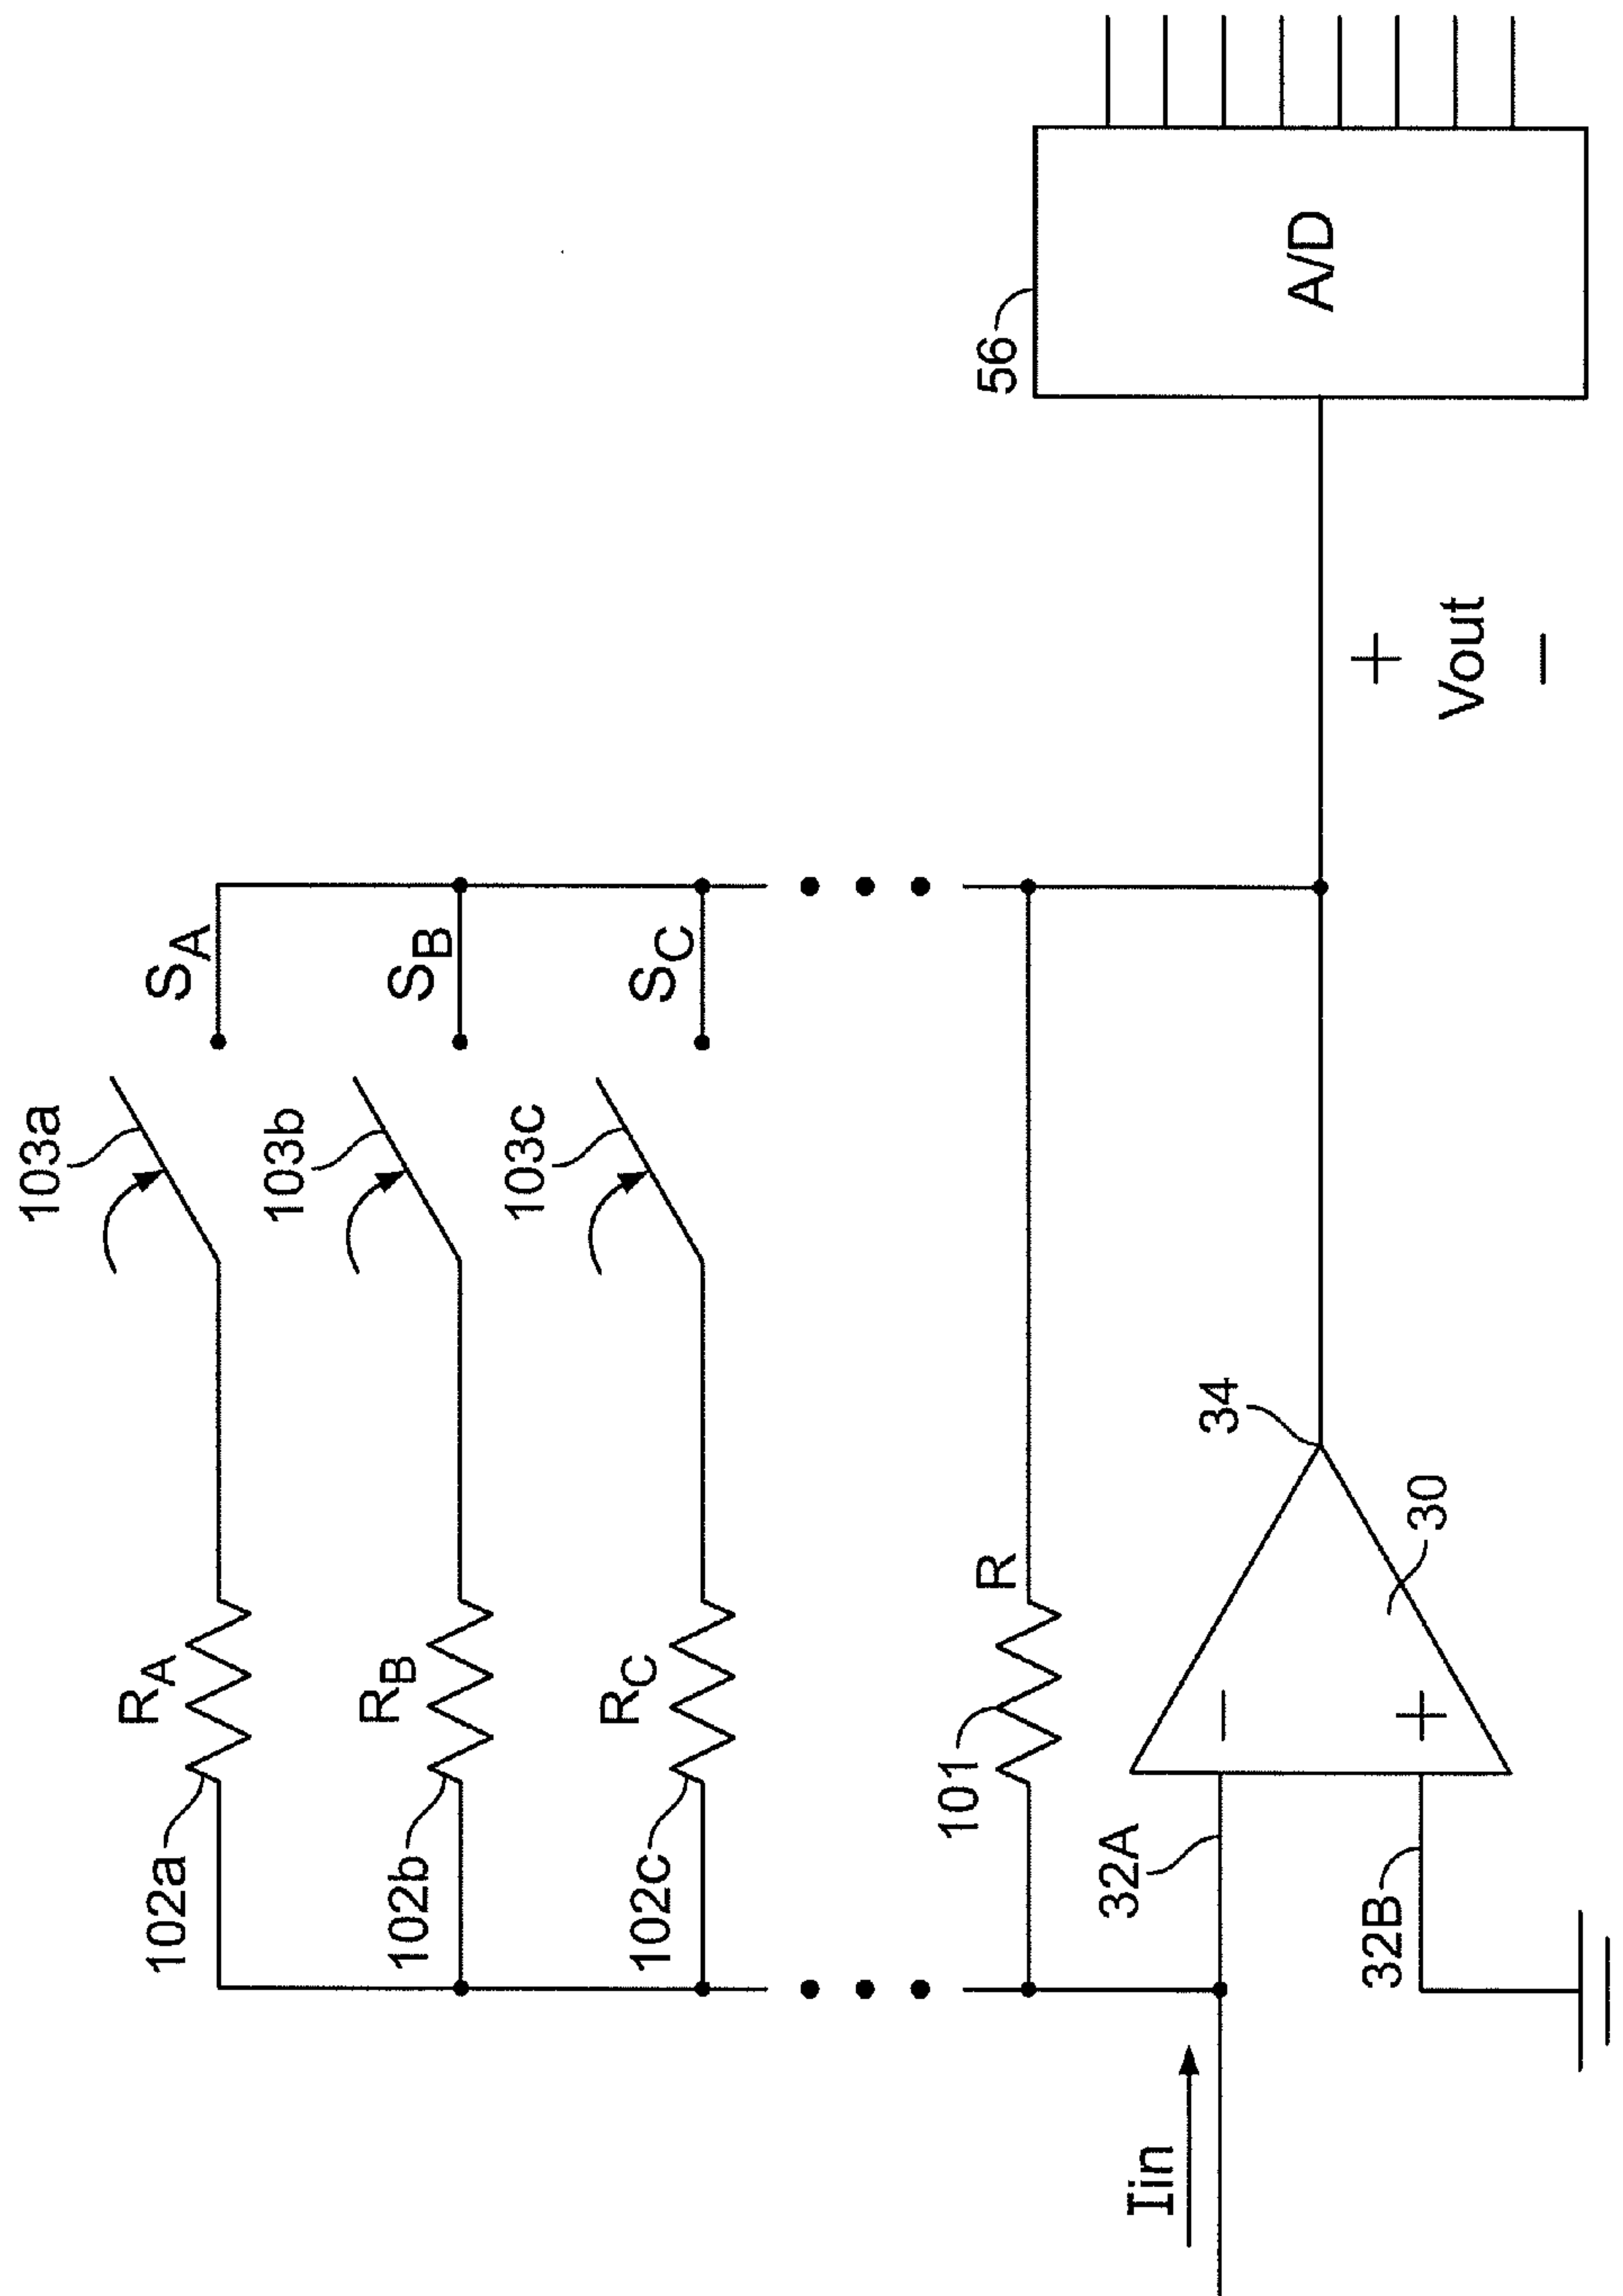 103a
S_A
R_A
102a
103b
S_B
R_B
102b
103c
S_C
R_C
102c
R
101
56
A/D
34
32A
−
30
+
32B
Iin
+
Vout
−